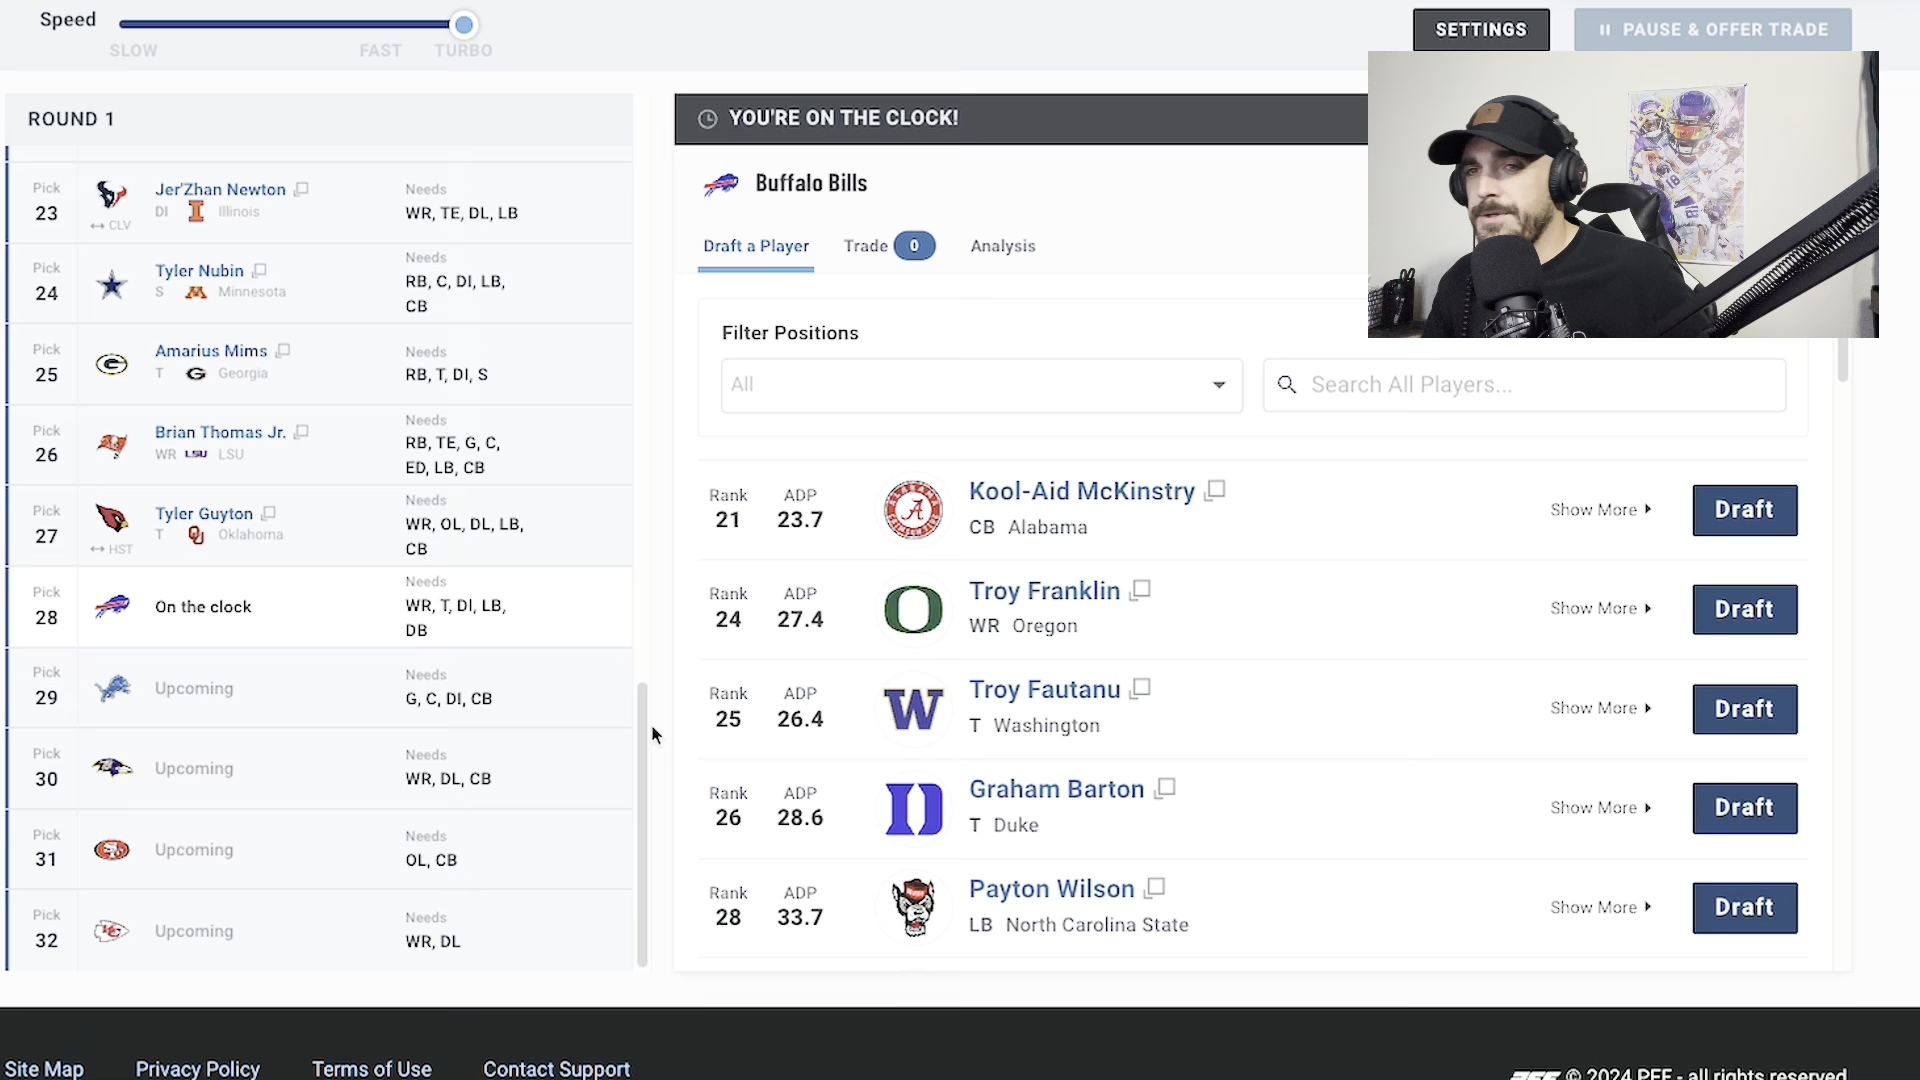 Speed
SLOW FAST TURBO
SETTINGS
PAUSE & OFFER TRADE
ROUND 1
Pick 23 CLV Jer'Zhan Newton DI Illinois Needs WR, TE, DL, LB
Pick 24 Tyler Nubin S Minnesota Needs RB, C, DI, LB, CB
Pick 25 Amarius Mims T Georgia Needs RB, T, DI, S
Pick 26 Brian Thomas Jr. WR LSU LSU Needs RB, TE, G, C, ED, LB, CB
Pick 27 HST Tyler Guyton T Oklahoma Needs WR, OL, DL, LB, CB
Pick 28 On the clock Needs WR, T, DI, LB, DB
Pick 29 Upcoming Needs G, C, DI, CB
Pick 30 Upcoming Needs WR, DL, CB
Pick 31 Upcoming Needs OL, CB
Pick 32 Upcoming Needs WR, DL
YOU'RE ON THE CLOCK!
Buffalo Bills
Draft a Player Trade 0 Analysis
Filter Positions
All
Search All Players...
Rank 21 ADP 23.7 Kool-Aid McKinstry CB Alabama Show More Draft
Rank 24 ADP 27.4 Troy Franklin WR Oregon Show More Draft
Rank 25 ADP 26.4 Troy Fautanu T Washington Show More Draft
Rank 26 ADP 28.6 Graham Barton T Duke Show More Draft
Rank 28 ADP 33.7 Payton Wilson LB North Carolina State Show More Draft
Site Map Privacy Policy Terms of Use Contact Support
PFF © 2024 PFF - all rights reserved